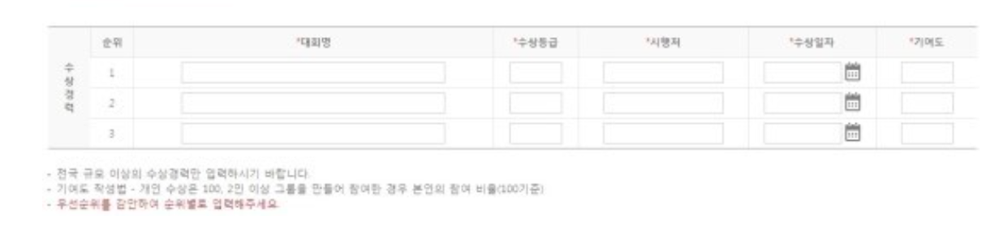 순위 *대회명 *수상등급 *시행처 *수상일자 *기여도
수상경력
1
2
3
- 전국 규모 이상의 수상경력만 입력하시기 바랍니다.
- 기여도 작성법 - 개인 수상은 100, 2인 이상 그룹을 만들어 참여한 경우 본인의 참여 비율(100기준)
- 우선순위를 감안하여 순위별로 입력해주세요.